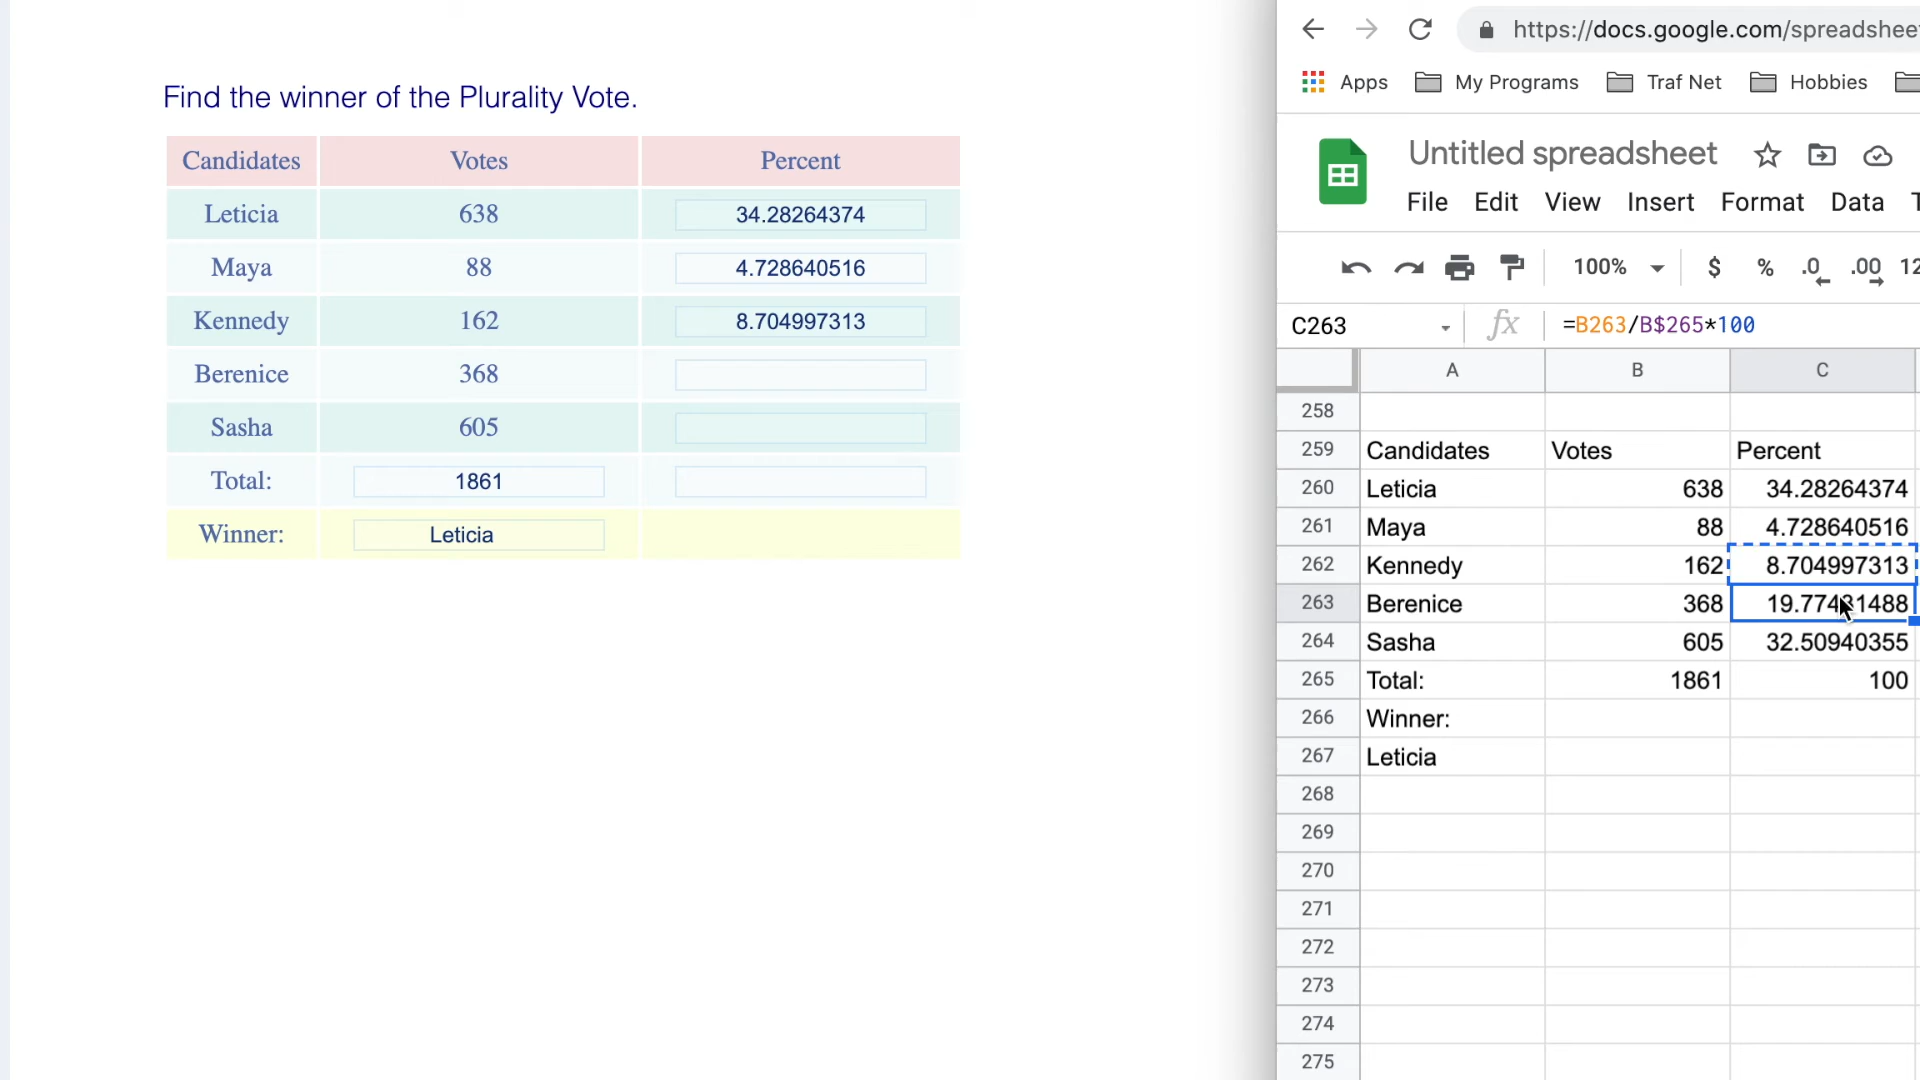 Find the winner of the Plurality Vote.
Candidates Votes Percent
Leticia 638 34.28264374
Maya 88 4.728640516
Kennedy 162 8.704997313
Berenice 368
Sasha 605
Total: 1861
Winner: Leticia
https://docs.google.com/spreadshee
Apps My Programs Traf Net Hobbies
Untitled spreadsheet
File Edit View Insert Format Data T
100% $ % .0 .00 12
C263 fx =B263/B$265*100
A B C
258
259 Candidates Votes Percent
260 Leticia 638 34.28264374
261 Maya 88 4.728640516
262 Kennedy 162 8.704997313
263 Berenice 368
264 Sasha 605 32.50940355
265 Total: 1861 100
266 Winner:
267 Leticia
268
269
270
271
272
273
274
275